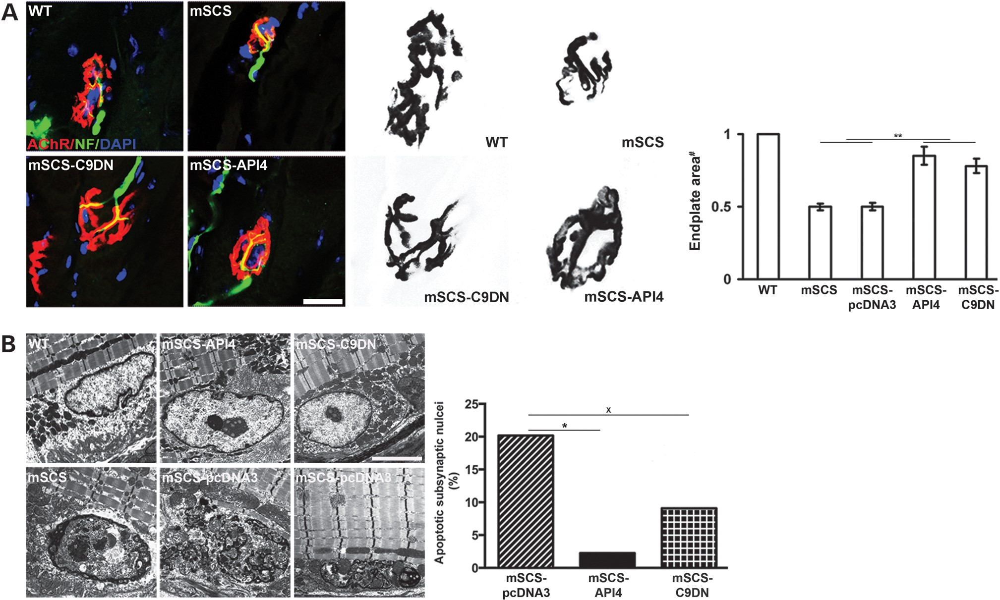 A
WT
mSCS
AChR/NF/DAPI
mSCS-C9DN
mSCS-API4
WT
mSCS
mSCS-C9DN
mSCS-API4
Endplate area#
1
0.5
0
**
WT
mSCS
mSCS-
pcDNA3
mSCS-
API4
mSCS-
C9DN
B
WT
mSCS-API4
mSCS-C9DN
mSCS
mSCS-pcDNA3
mSCS-pcDNA3
Apoptotic subsynaptic nulcei
(%)
25
20
15
10
5
0
x
*
mSCS-
pcDNA3
mSCS-
API4
mSCS-
C9DN